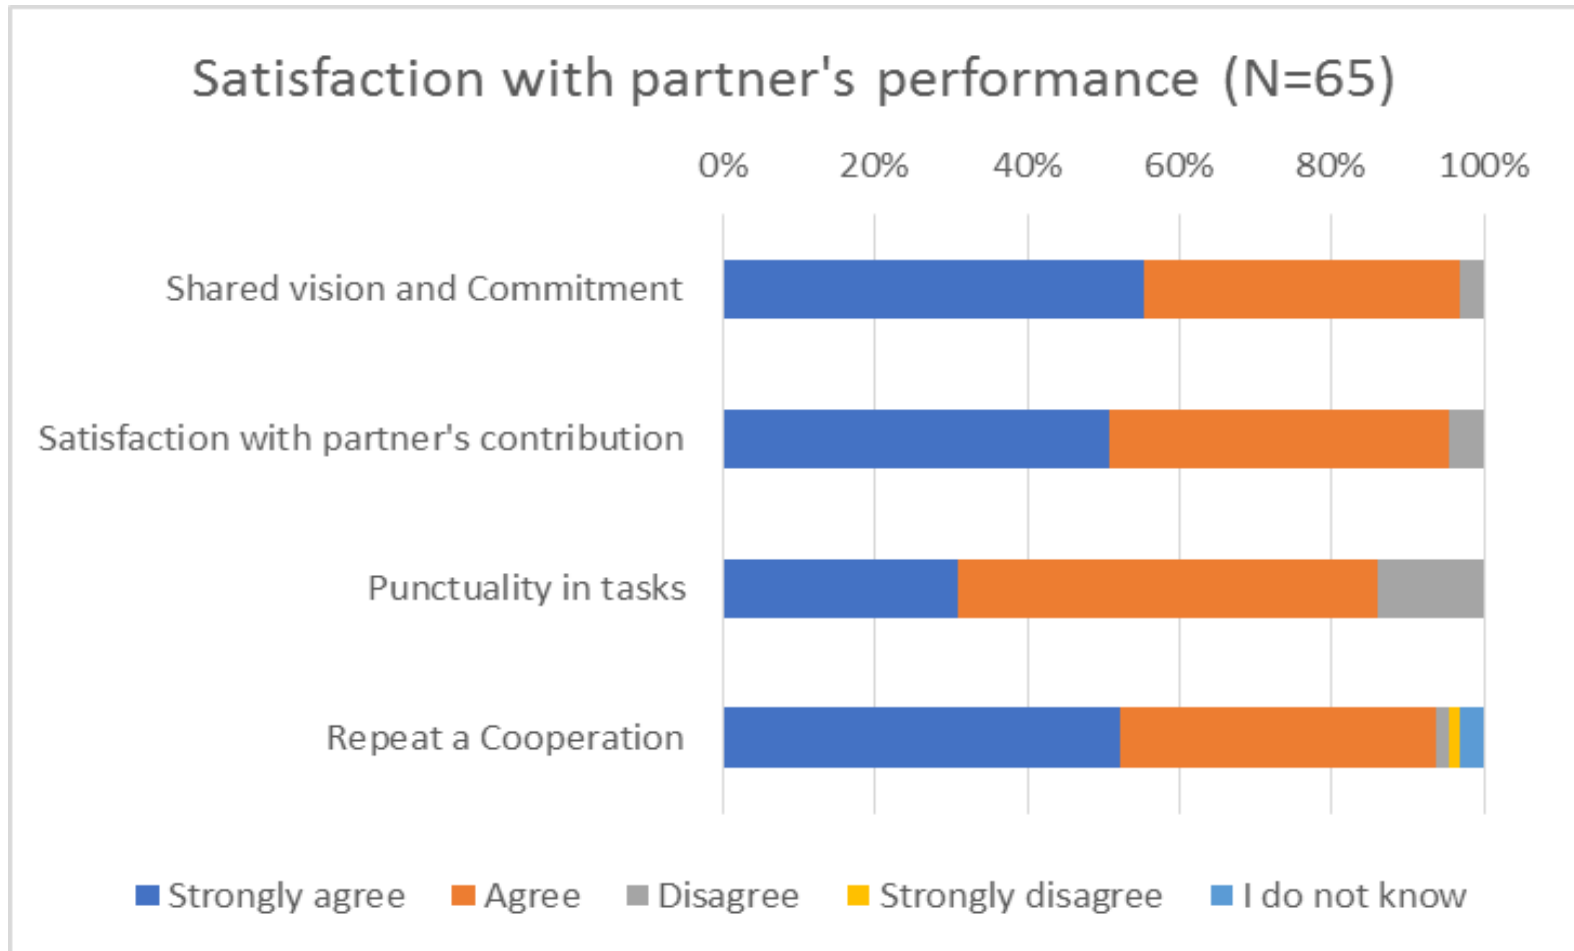 Satisfaction with partner's performance (N=65)
0% 20% 40% 60% 80% 100%
Shared vision and Commitment
Satisfaction with partner's contribution
Punctuality in tasks
Repeat a Cooperation
Strongly agree Agree Disagree Strongly disagree I do not know